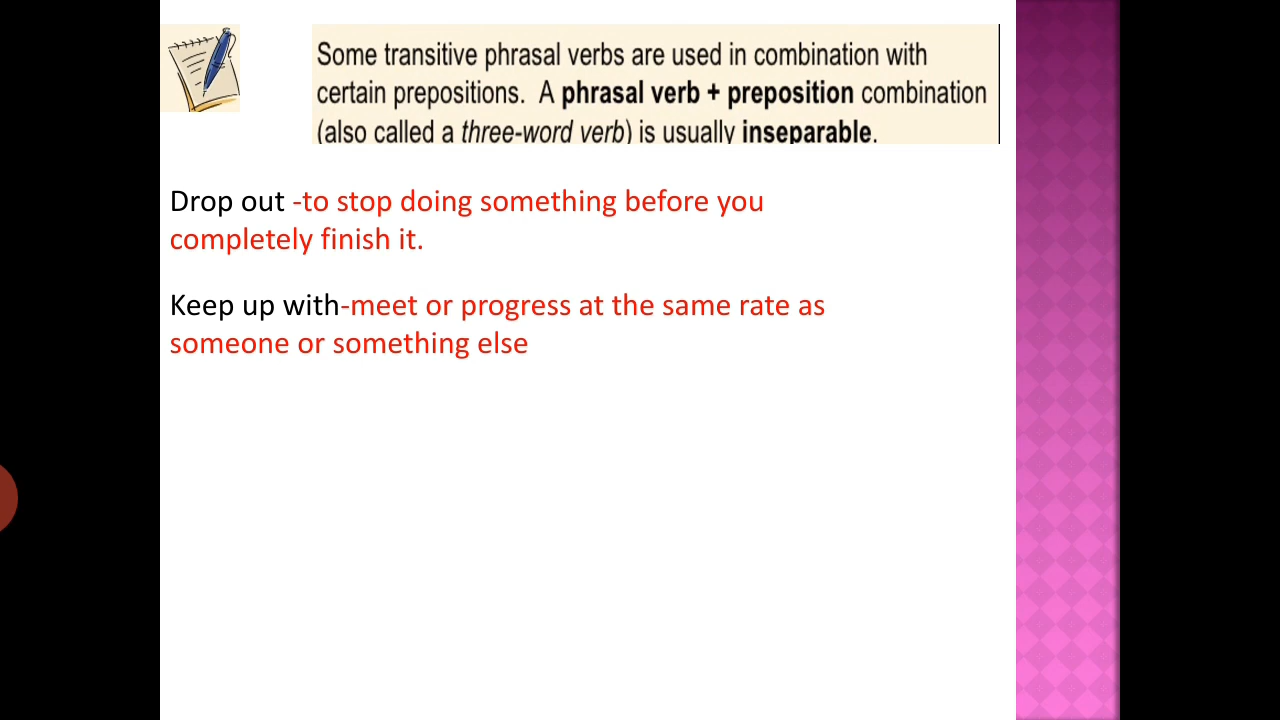 Some transitive phrasal verbs are used in combination with
certain prepositions. A phrasal verb + preposition combination
(also called a three-word verb) is usually inseparable.
Drop out -to stop doing something before you
completely finish it.
Keep up with-meet or progress at the same rate as
someone or something else